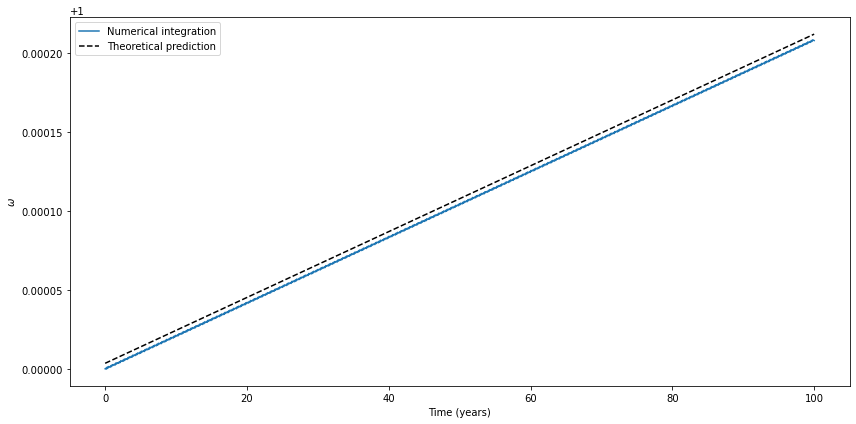 +1
Numerical integration
Theoretical prediction
0.00020
0.00015
0.00010
0.00005
0.00000
ω
0 20 40 60 80 100
Time (years)